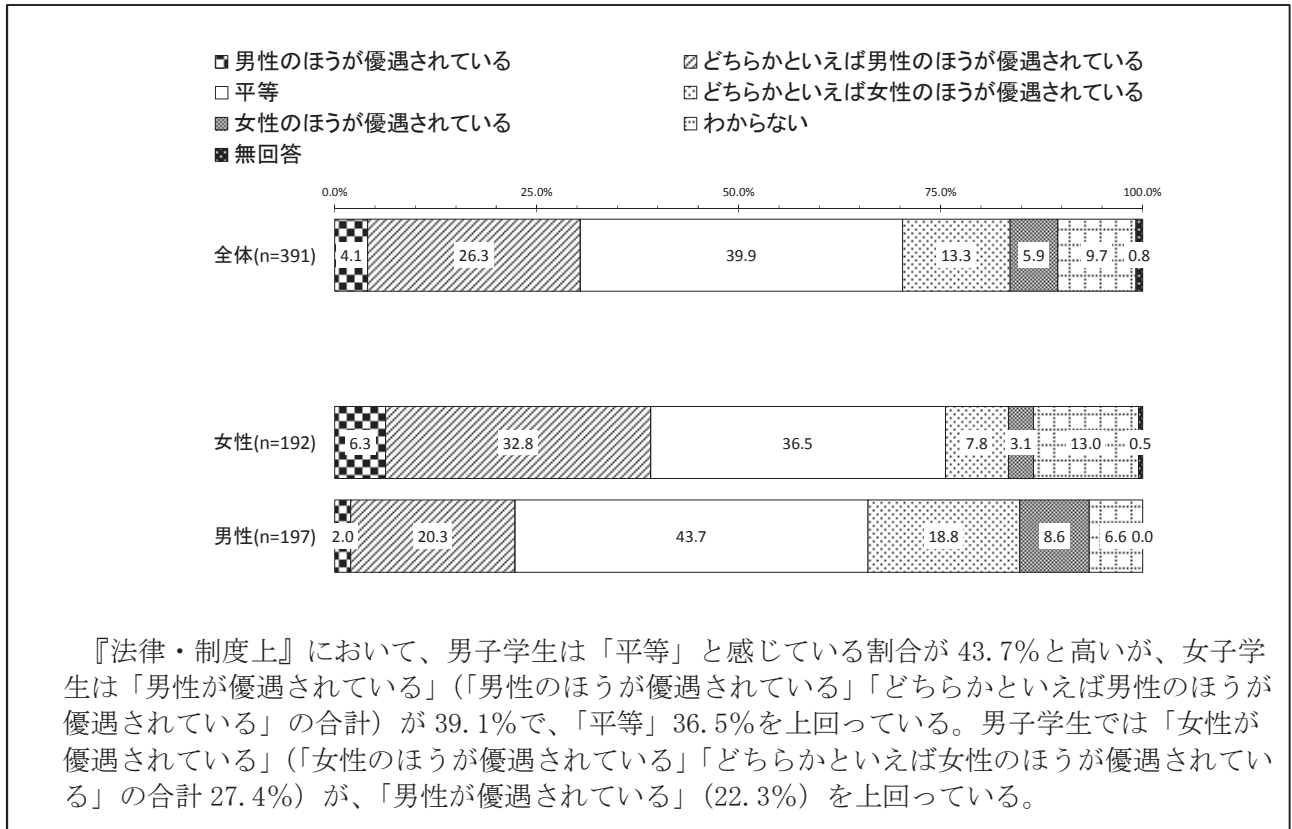 男性のほうが優遇されている どちらかといえば男性のほうが優遇されている
平等 どちらかといえば女性のほうが優遇されている
女性のほうが優遇されている わからない
無回答
0.0% 25.0% 50.0% 75.0% 100.0%
全体(n=391) 4.1 26.3 39.9 13.3 5.9 9.7 0.8
女性(n=192) 6.3 32.8 36.5 7.8 3.1 13.0 0.5
男性(n=197) 2.0 20.3 43.7 18.8 8.6 6.6 0.0
『法律・制度上』において、男子学生は「平等」と感じている割合が 43.7％と高いが、女子学
生は「男性が優遇されている」（「男性のほうが優遇されている」「どちらかといえば男性のほうが
優遇されている」の合計）が 39.1％で、「平等」36.5％を上回っている。男子学生では「女性が
優遇されている」（「女性のほうが優遇されている」「どちらかといえば女性のほうが優遇されてい
る」の合計 27.4％）が、「男性が優遇されている」（22.3％）を上回っている。